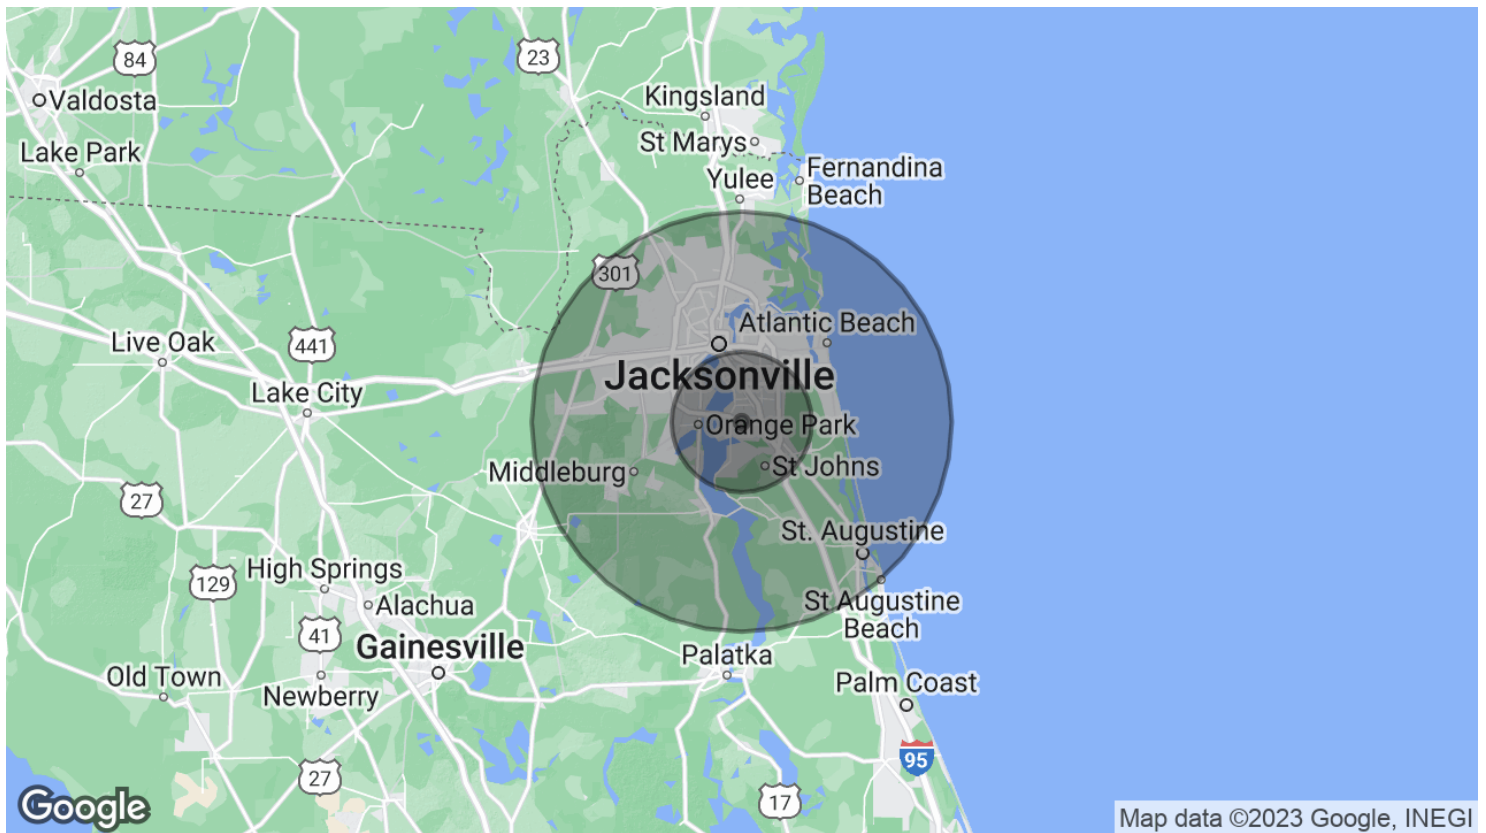 84
23
Valdosta
Kingsland
Lake Park
St Marys
Fernandina
Beach
Yulee
301
Atlantic Beach
Live Oak
441
Jacksonville
Lake City
Orange Park
Middleburg
St Johns
27
St. Augustine
High Springs
129
Alachua
St Augustine
Beach
41
Gainesville
Palatka
Old Town
Newberry
Palm Coast
95
27
17
Google
Map data ©2023 Google, INEGI